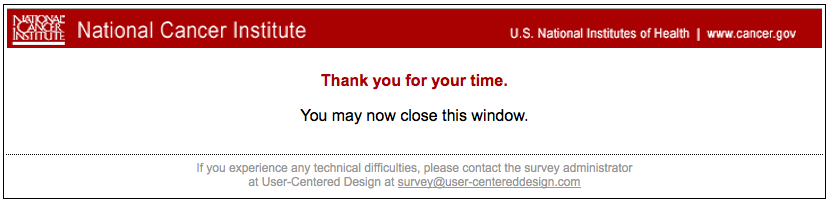 NATIONAL
CANCER
INSTITUTE
National Cancer Institute
U.S. National Institutes of Health | www.cancer.gov
Thank you for your time.
You may now close this window.
If you experience any technical difficulties, please contact the survey administrator
at User-Centered Design at survey@user-centereddesign.com